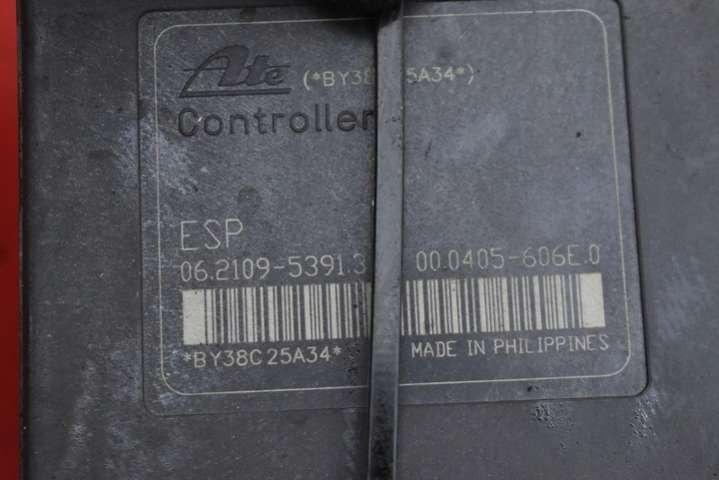 Ate (*BY38 5A34*)
Controller
ESP
06.2109-5391.3 00.0405-606E.0
*BY38C25A34* MADE IN PHILIPPINES